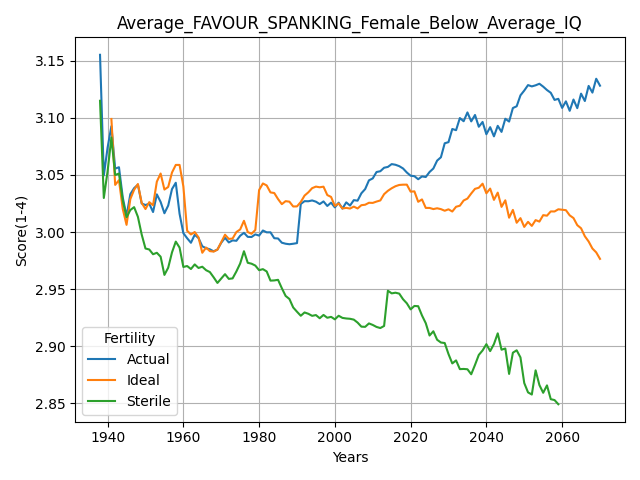 Average_FAVOUR_SPANKING_Female_Below_Average_IQ
Score(1-4)
3.15
3.10
3.05
3.00
2.95
2.90
2.85
Fertility
Actual
Ideal
Sterile
1940 1960 1980 2000 2020 2040 2060
Years